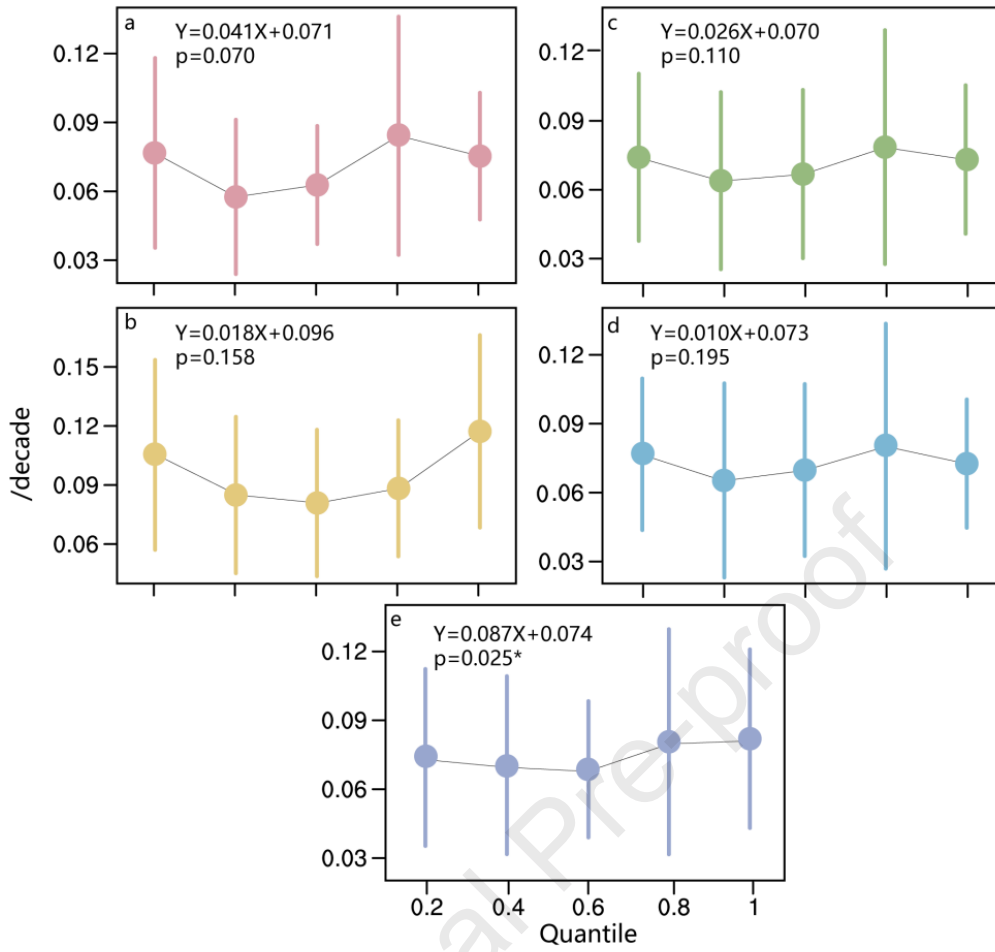 a
Y=0.041X+0.071
p=0.070
0.12
0.09
0.06
0.03
c
Y=0.026X+0.070
p=0.110
0.12
0.09
0.06
0.03
b
Y=0.018X+0.096
p=0.158
0.15
0.12
0.09
0.06
/decade
d
Y=0.010X+0.073
p=0.195
0.12
0.09
0.06
0.03
e
Y=0.087X+0.074
p=0.025*
0.12
0.09
0.06
0.03
0.2 0.4 0.6 0.8 1
Quantile
al Pre-proof